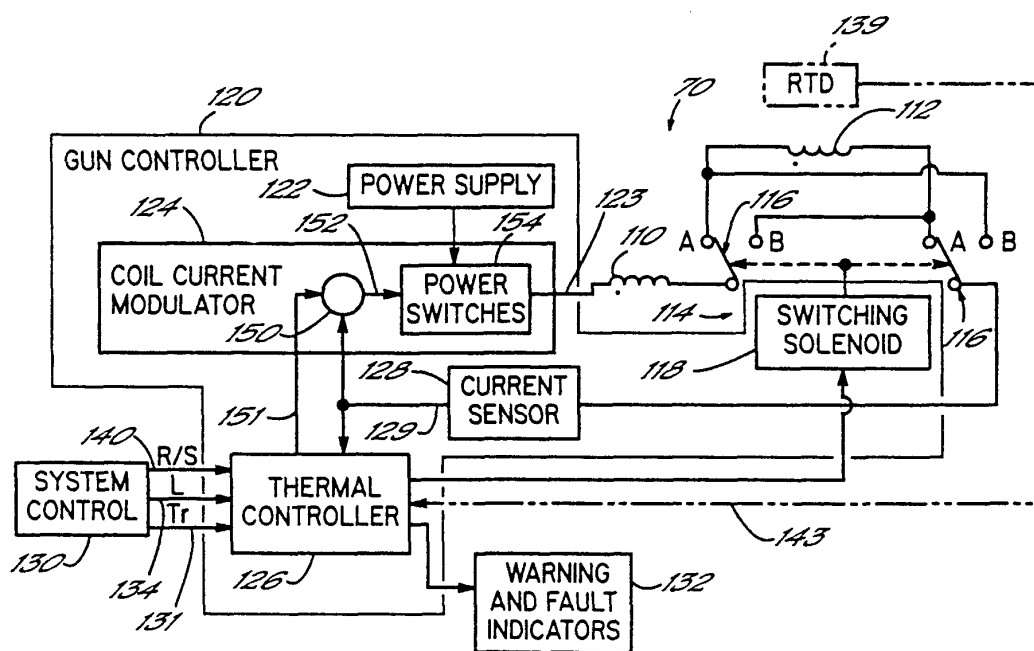 139
RTD
120
70
112
GUN CONTROLLER
122
POWER SUPPLY
123
116
124
152
154
110
A
B
A
B
COIL CURRENT
MODULATOR
POWER
SWITCHES
150
114
SWITCHING
SOLENOID
116
128
118
CURRENT
SENSOR
151
129
140
R/S
SYSTEM
CONTROL
L
Tr
THERMAL
CONTROLLER
130
134
131
126
143
WARNING
AND FAULT
INDICATORS
132